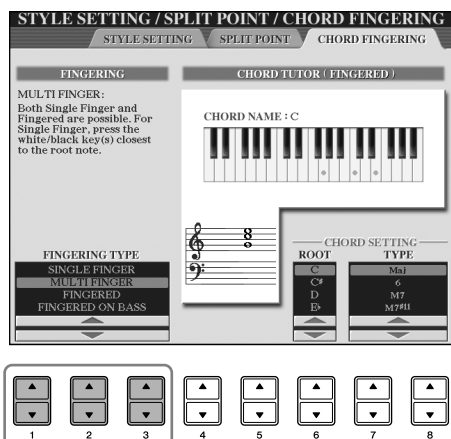 STYLE SETTING / SPLIT POINT / CHORD FINGERING
STYLE SETTING
SPLIT POINT
CHORD FINGERING
FINGERING
MULTI FINGER:
Both Single Finger and
Fingered are possible. For
Single Finger, press the
white/black key(s) closest
to the root note.
FINGERING TYPE
SINGLE FINGER
MULTI FINGER
FINGERED
FINGERED ON BASS
CHORD TUTOR ( FINGERED )
CHORD NAME : C
CHORD SETTING
ROOT
C
C♯
D
E♭
TYPE
Maj
6
M7
M7♯11
1 2 3 4 5 6 7 8